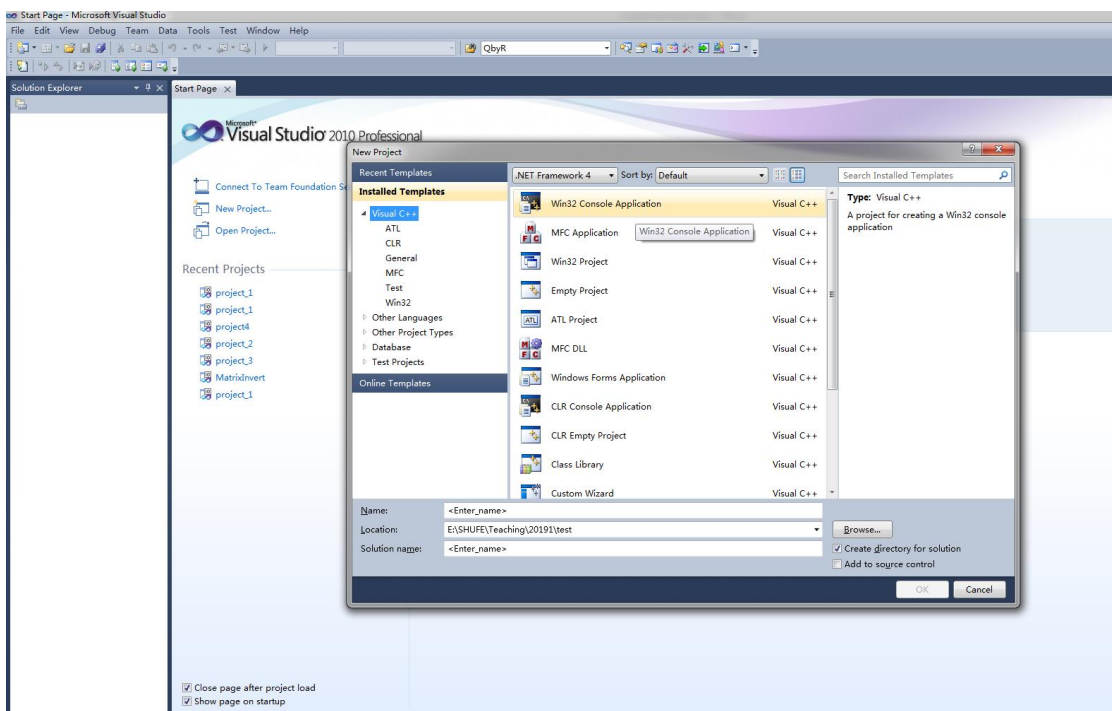 Start Page - Microsoft Visual Studio
File Edit View Debug Team Data Tools Test Window Help
QbyR
Solution Explorer
Start Page
Microsoft®
Visual Studio 2010 Professional
Connect To Team Foundation Se
New Project...
Open Project...
Recent Projects
project_1
project_1
project4
project_2
project_3
MatrixInvert
project_1
Close page after project load
Show page on startup
New Project
Recent Templates
Installed Templates
Visual C++
ATL
CLR
General
MFC
Test
Win32
Other Languages
Other Project Types
Database
Test Projects
Online Templates
.NET Framework 4 Sort by: Default
Win32 Console Application Visual C++
MFC Application Win32 Console Application Visual C++
Win32 Project Visual C++
Empty Project Visual C++
ATL Project Visual C++
MFC DLL Visual C++
Windows Forms Application Visual C++
CLR Console Application Visual C++
CLR Empty Project Visual C++
Class Library Visual C++
Custom Wizard Visual C++
Search Installed Templates
Type: Visual C++
A project for creating a Win32 console
application
Name: <Enter_name>
Location: E:\SHUFE\Teaching\20191\test
Browse...
Solution name: <Enter_name>
Create directory for solution
Add to source control
OK Cancel